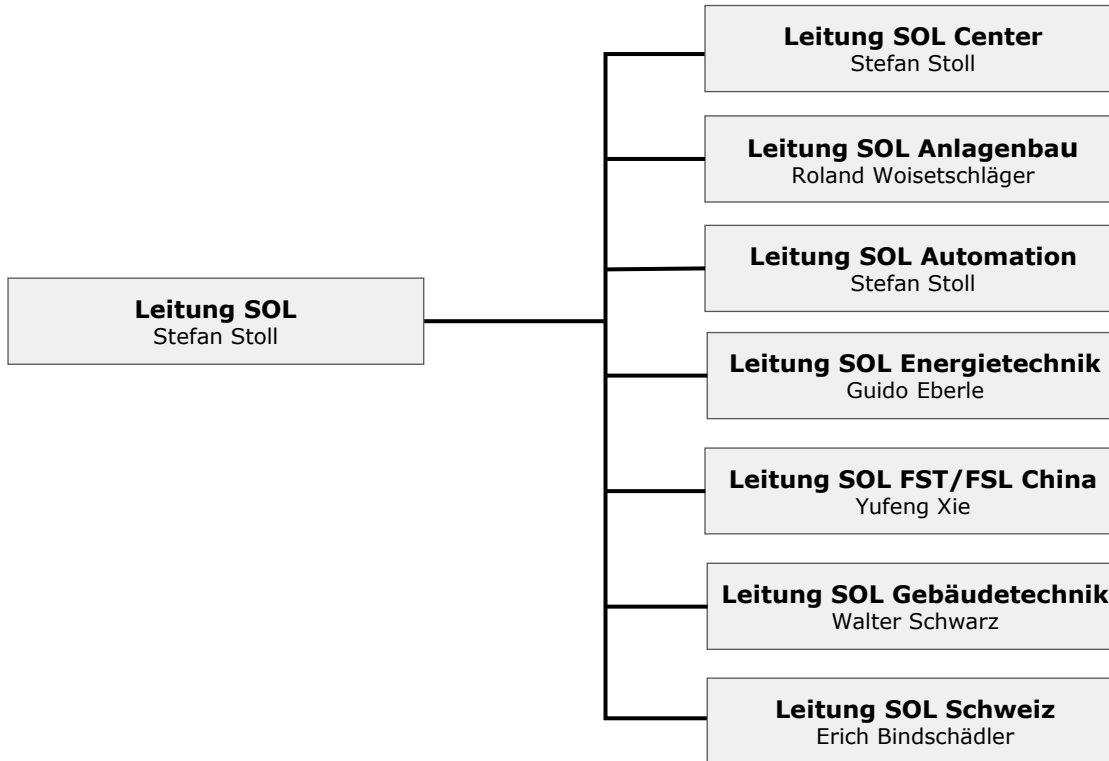 Leitung SOL
Stefan Stoll
Leitung SOL Center
Stefan Stoll
Leitung SOL Anlagenbau
Roland Woisetschläger
Leitung SOL Automation
Stefan Stoll
Leitung SOL Energietechnik
Guido Eberle
Leitung SOL FST/FSL China
Yufeng Xie
Leitung SOL Gebäudetechnik
Walter Schwarz
Leitung SOL Schweiz
Erich Bindschädler